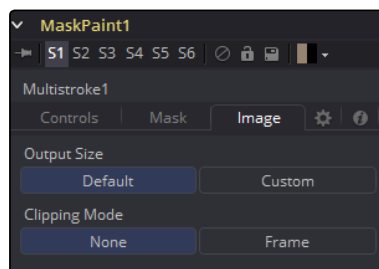 MaskPaint1
S1 S2 S3 S4 S5 S6
Multistroke1
Controls Mask Image
Output Size
Default Custom
Clipping Mode
None Frame